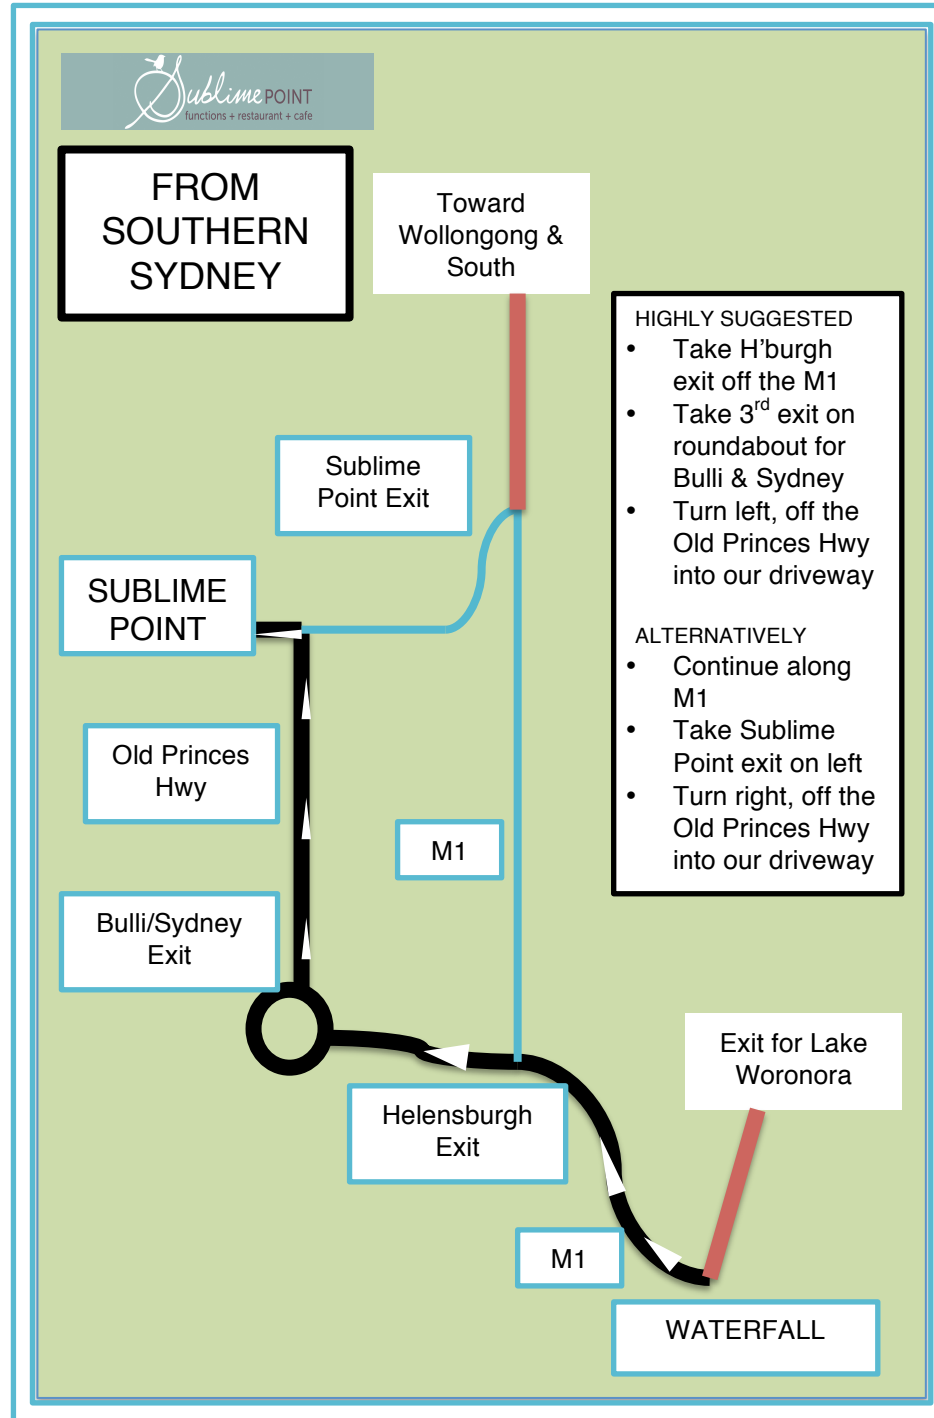 Sublime POINT
functions + restaurant + cafe
FROM
SOUTHERN
SYDNEY
Toward
Wollongong &
South
HIGHLY SUGGESTED
• Take H'burgh
exit off the M1
• Take 3rd exit on
roundabout for
Bulli & Sydney
• Turn left, off the
Old Princes Hwy
into our driveway
ALTERNATIVELY
• Continue along
M1
• Take Sublime
Point exit on left
• Turn right, off the
Old Princes Hwy
into our driveway
Sublime
Point Exit
SUBLIME
POINT
Old Princes
Hwy
M1
Bulli/Sydney
Exit
Exit for Lake
Woronora
Helensburgh
Exit
M1
WATERFALL